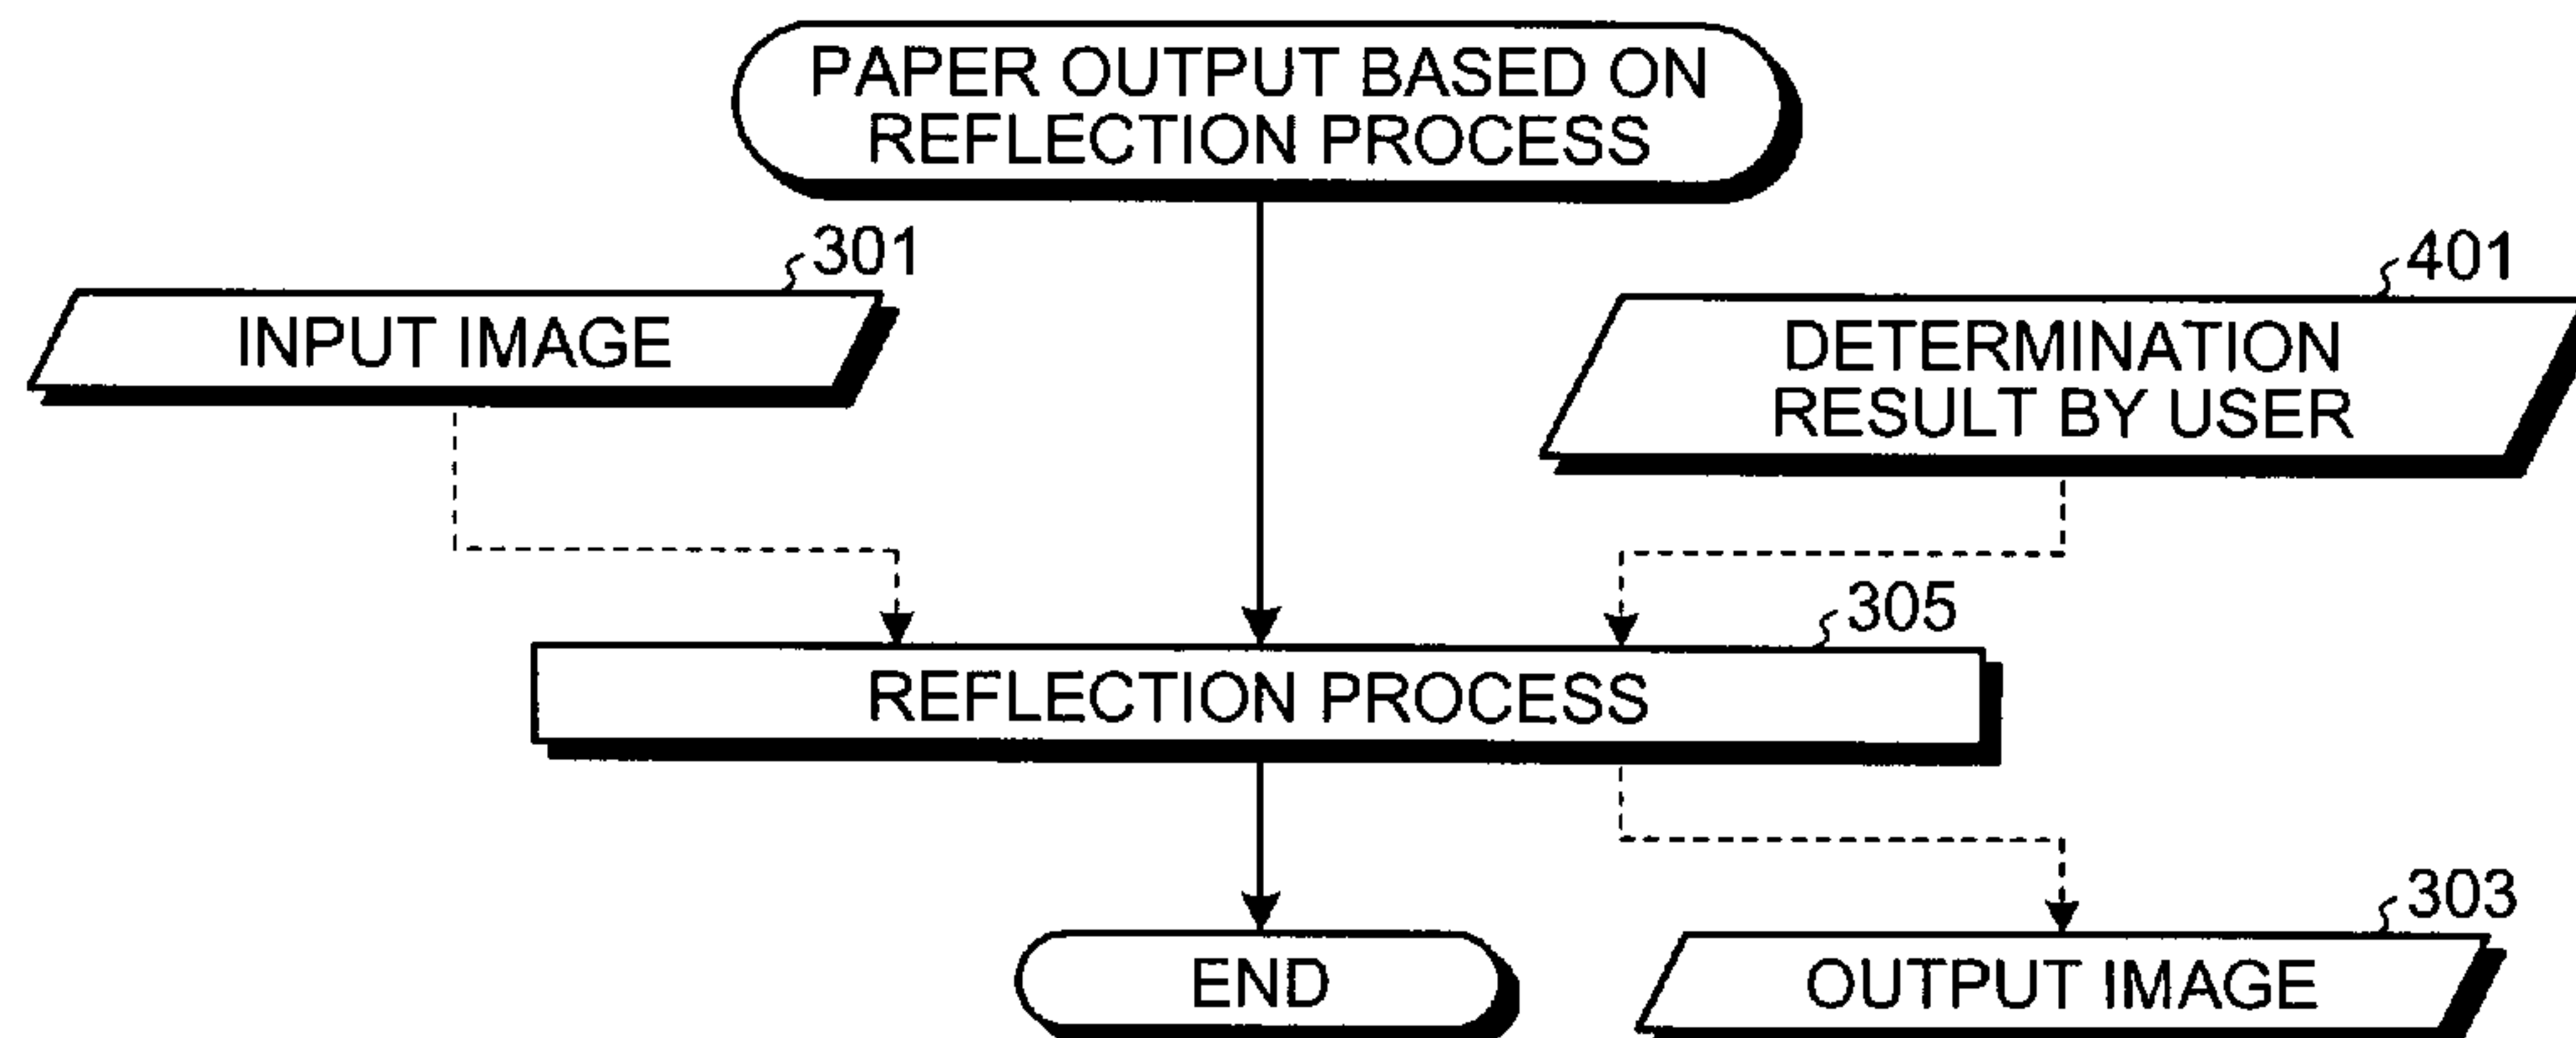 PAPER OUTPUT BASED ON
REFLECTION PROCESS
301
INPUT IMAGE
401
DETERMINATION
RESULT BY USER
305
REFLECTION PROCESS
END
303
OUTPUT IMAGE